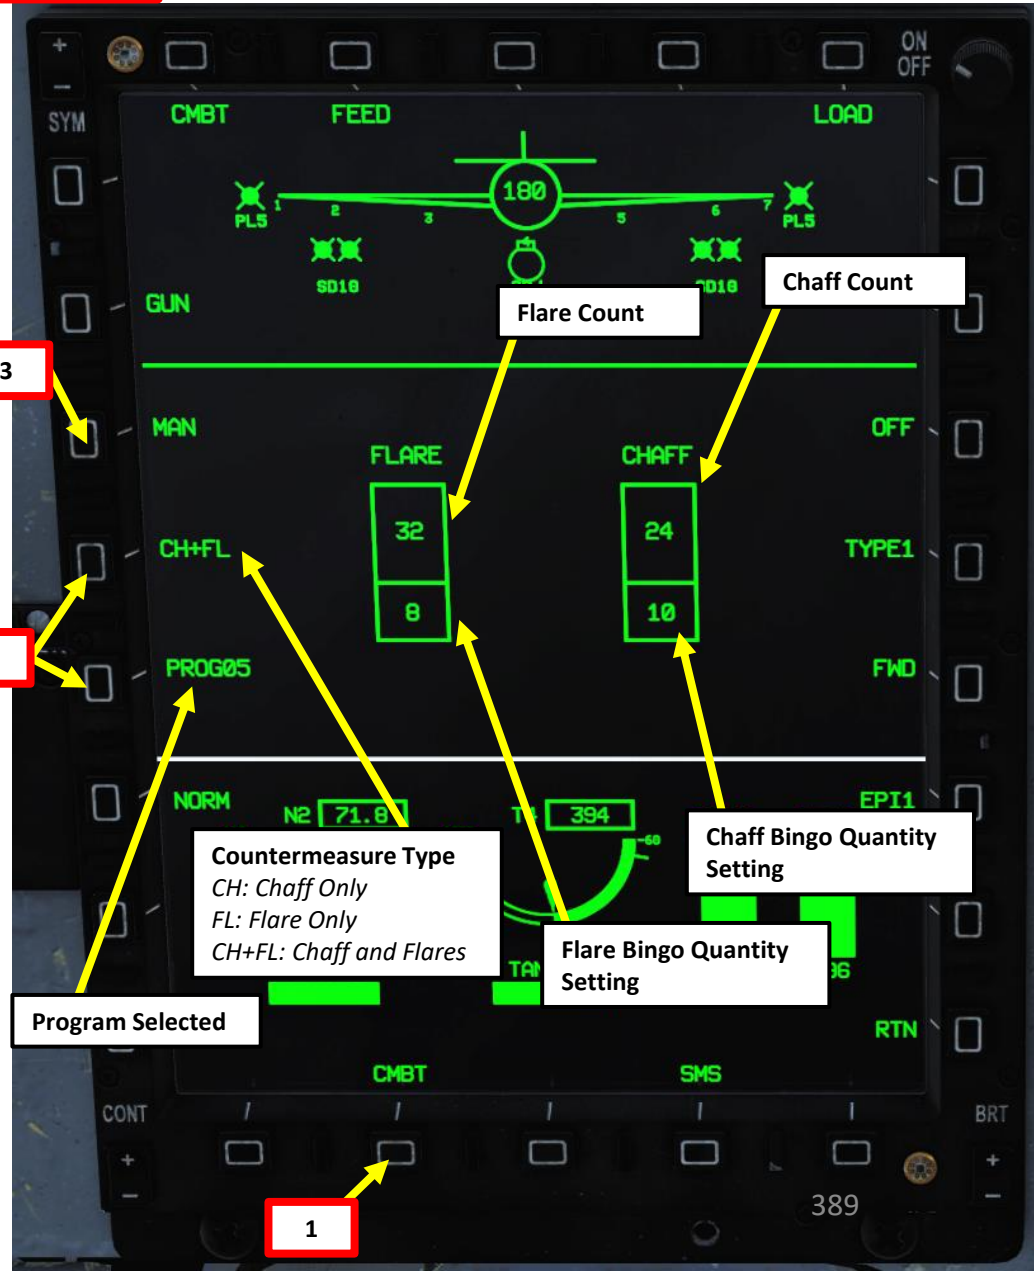 +
ON
OFF
−
SYM
CMBT
FEED
LOAD
180
1
2
3
5
6
7
PL5
PL5
SD10
Flare Count
Chaff Count
GUN
3
MAN
OFF
FLARE
CHAFF
32
24
CH+FL
TYPE1
8
10
PROG05
FWD
NORM
N2
71.8
394
EPI1
-60
Countermeasure Type
CH: Chaff Only
FL: Flare Only
CH+FL: Chaff and Flares
Chaff Bingo Quantity
Setting
Flare Bingo Quantity
Setting
Program Selected
RTN
CMBT
SMS
CONT
BRT
+
−
+
−
389
1